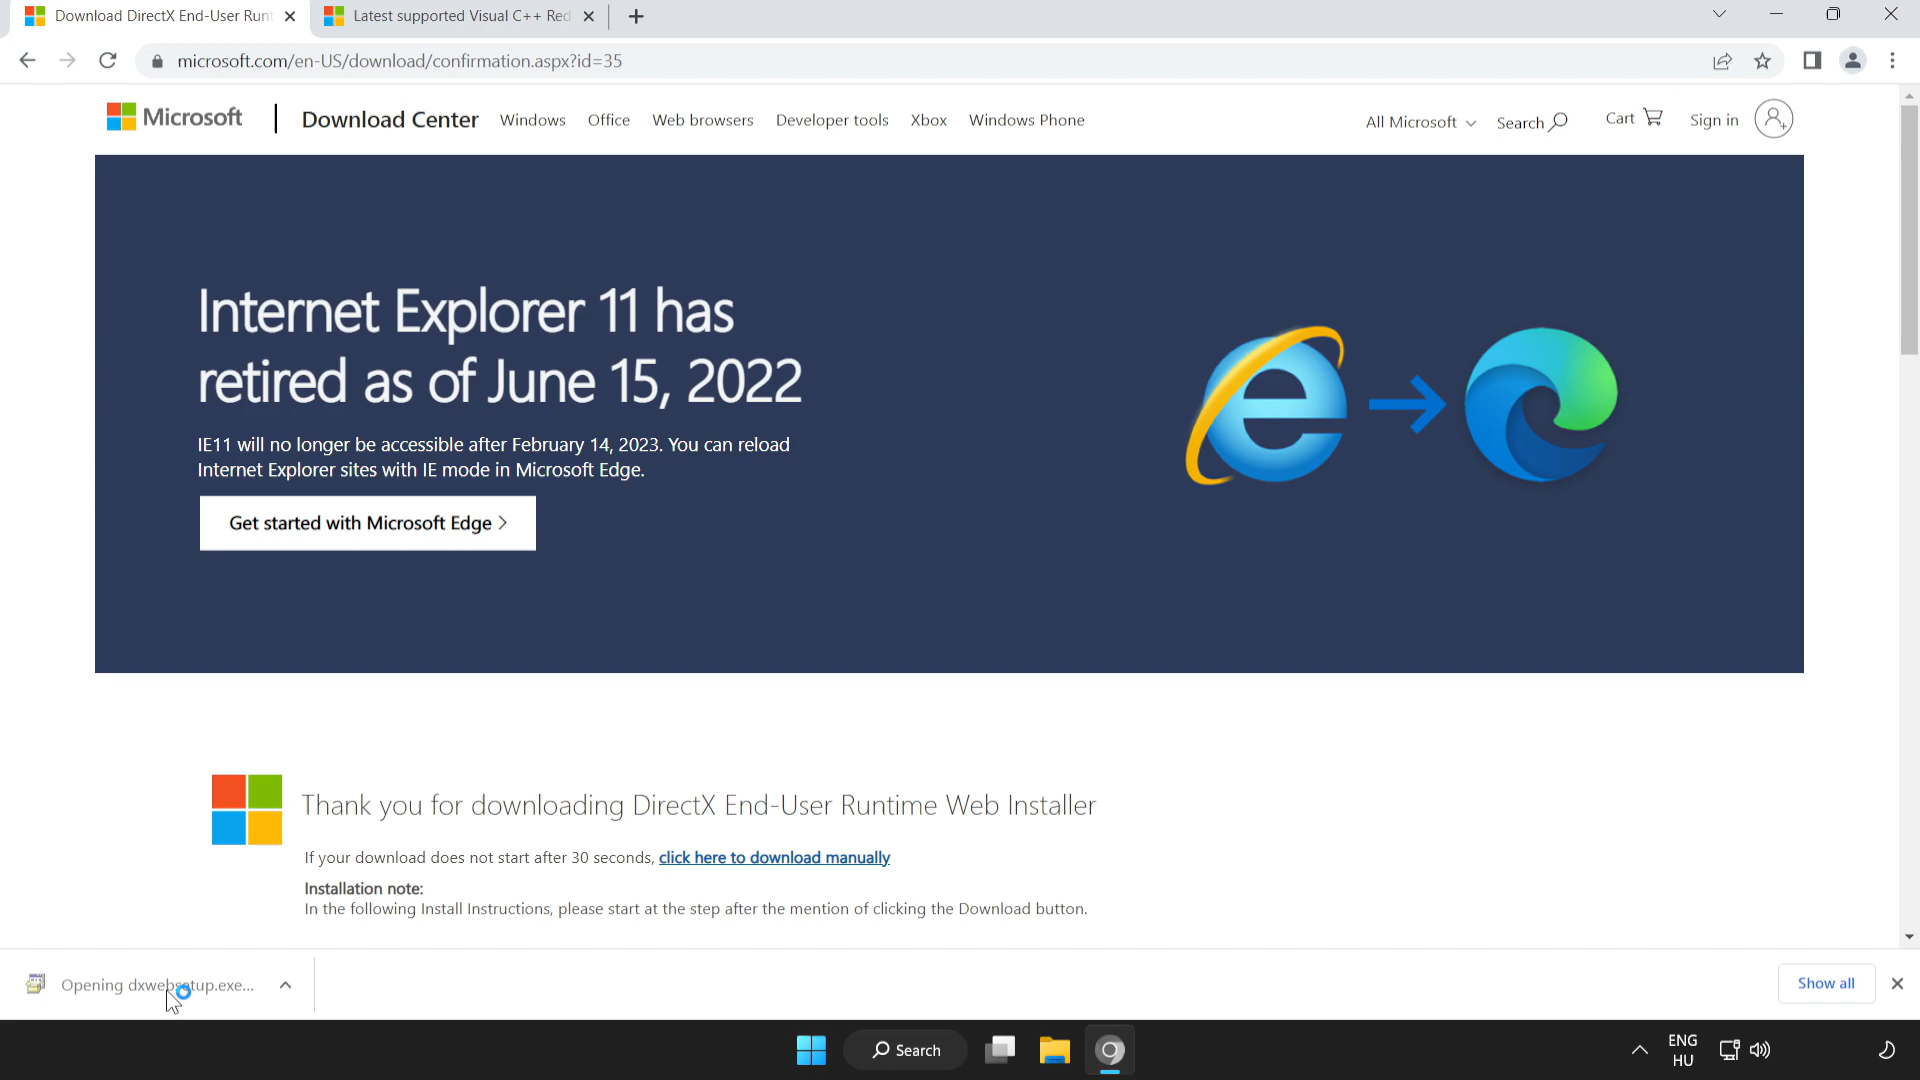 Download DirectX End-User Runt
Latest supported Visual C++ Red
microsoft.com/en-US/download/confirmation.aspx?id=35
Microsoft
Download Center
Windows
Office
Web browsers
Developer tools
Xbox
Windows Phone
All Microsoft
Search
Cart
Sign in
Internet Explorer 11 has
retired as of June 15, 2022
IE11 will no longer be accessible after February 14, 2023. You can reload
Internet Explorer sites with IE mode in Microsoft Edge.
Get started with Microsoft Edge >
Thank you for downloading DirectX End-User Runtime Web Installer
If your download does not start after 30 seconds, click here to download manually
Installation note:
In the following Install Instructions, please start at the step after the mention of clicking the Download button.
Opening dxwebsetup.exe...
Show all
Search
ENG
HU